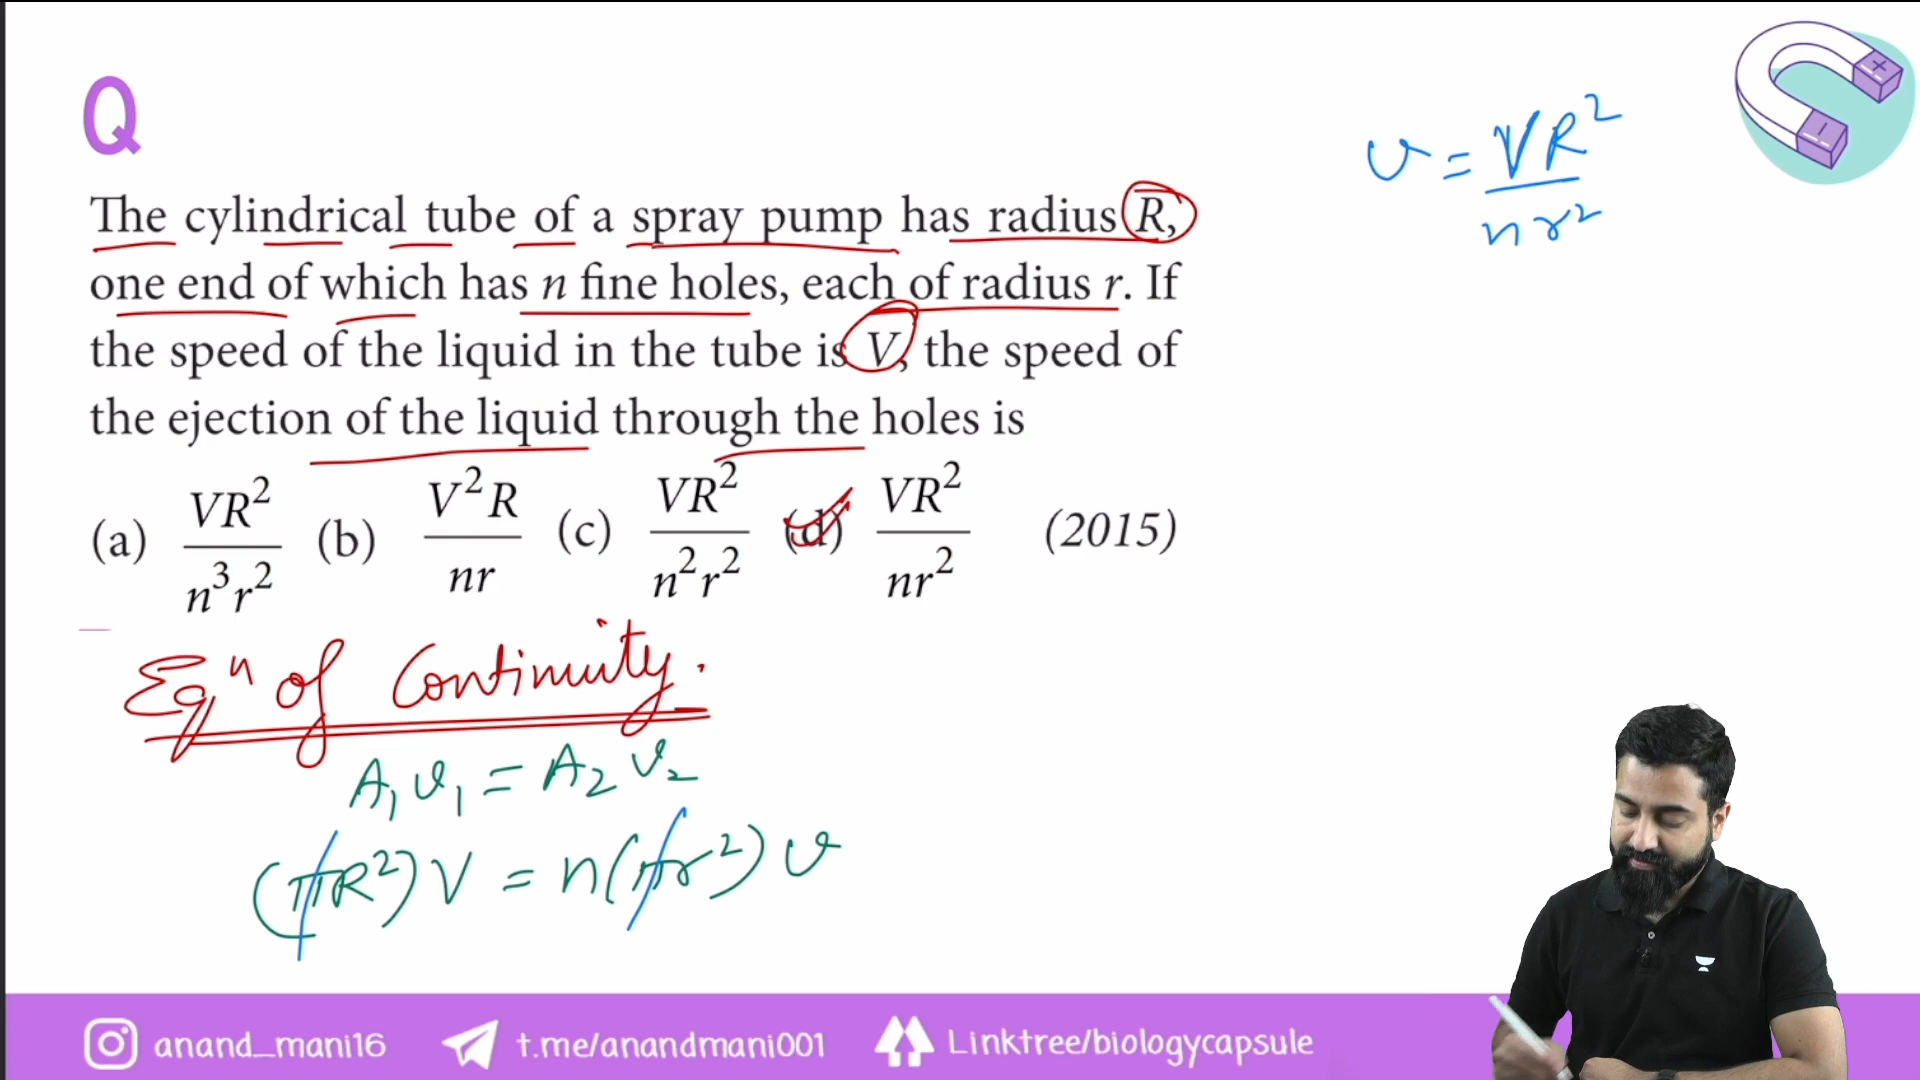 Q
The cylindrical tube of a spray pump has radius R,
one end of which has n fine holes, each of radius r. If
the speed of the liquid in the tube is V, the speed of
the ejection of the liquid through the holes is
(a) VR²/n³r² (b) V²R/nr (c) VR²/n²r² (d) VR²/nr² (2015)
v = VR²/nr²
Eqⁿ of Continuity.
A₁v₁ = A₂v₂
(πR²)V = n(πr²)v
+
-
anand_mani16
t.me/anandmani001
Linktree/biologycapsule